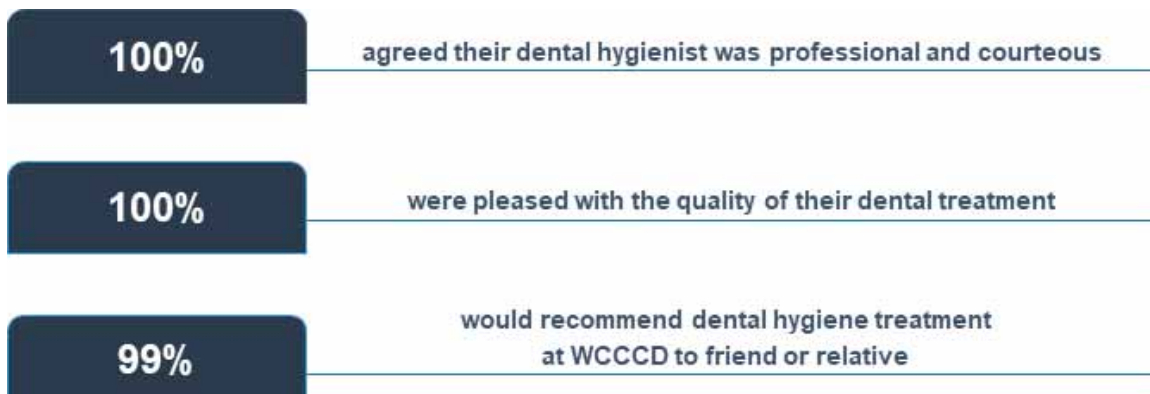 100%
agreed their dental hygienist was professional and courteous
100%
were pleased with the quality of their dental treatment
99%
would recommend dental hygiene treatment
at WCCCD to friend or relative